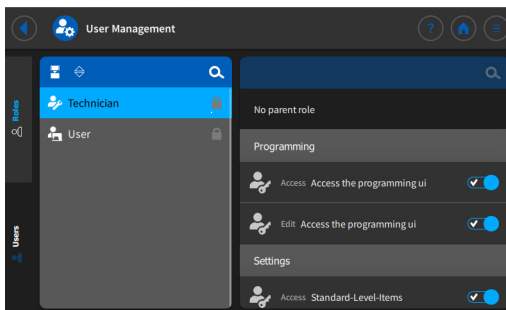 User Management
?
Roles
Users
Technician
User
No parent role
Programming
Access Access the programming ui
Edit Access the programming ui
Settings
Access Standard-Level-Items